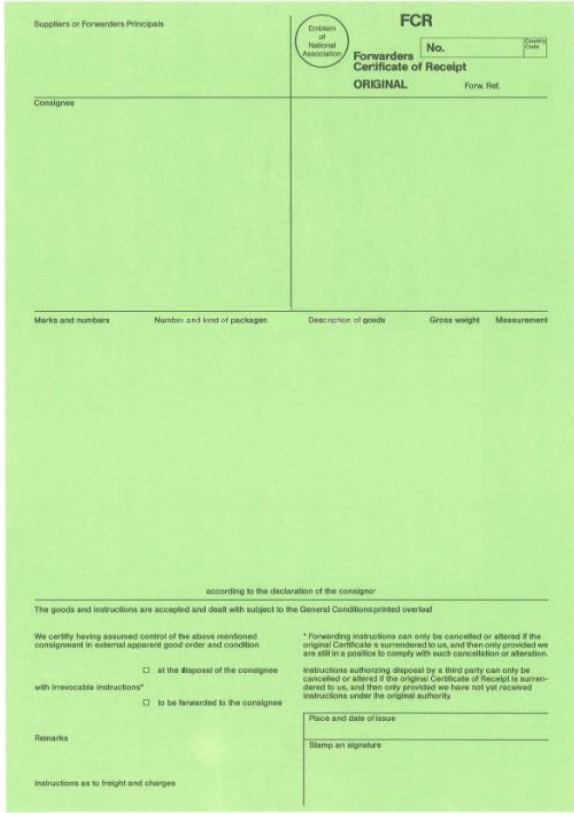 Suppliers or Forwarders Principals
Emblem
of
National
Association
FCR
No.
Country
Code
Forwarders
Certificate of Receipt
ORIGINAL
Forw. Ref.
Consignee
Marks and numbers Number and kind of packages Description of goods Gross weight Measurement
according to the declaration of the consignor
The goods and instructions are accepted and dealt with subject to the General Conditions printed overleaf
We certifiy having assumed control of the above mentioned
consignment in external apparent good order and condition
☐ at the disposal of the consignee
with irrevocable instructions*
☐ to be forwarded to the consignee
* Forwarding instructions can only be cancelled or altered if the
original Certificate is surrendered to us, and then only provided we
are still in a position to comply with such cancellation or alteration.
Instructions authorizing disposal by a third party can only be
cancelled or altered if the original Certificate of Receipt is surren-
dered to us, and then only provided we have not yet received
instructions under the original authority.
Place and date of issue
Remarks
Stamp an signature
Instructions as to freight and charges